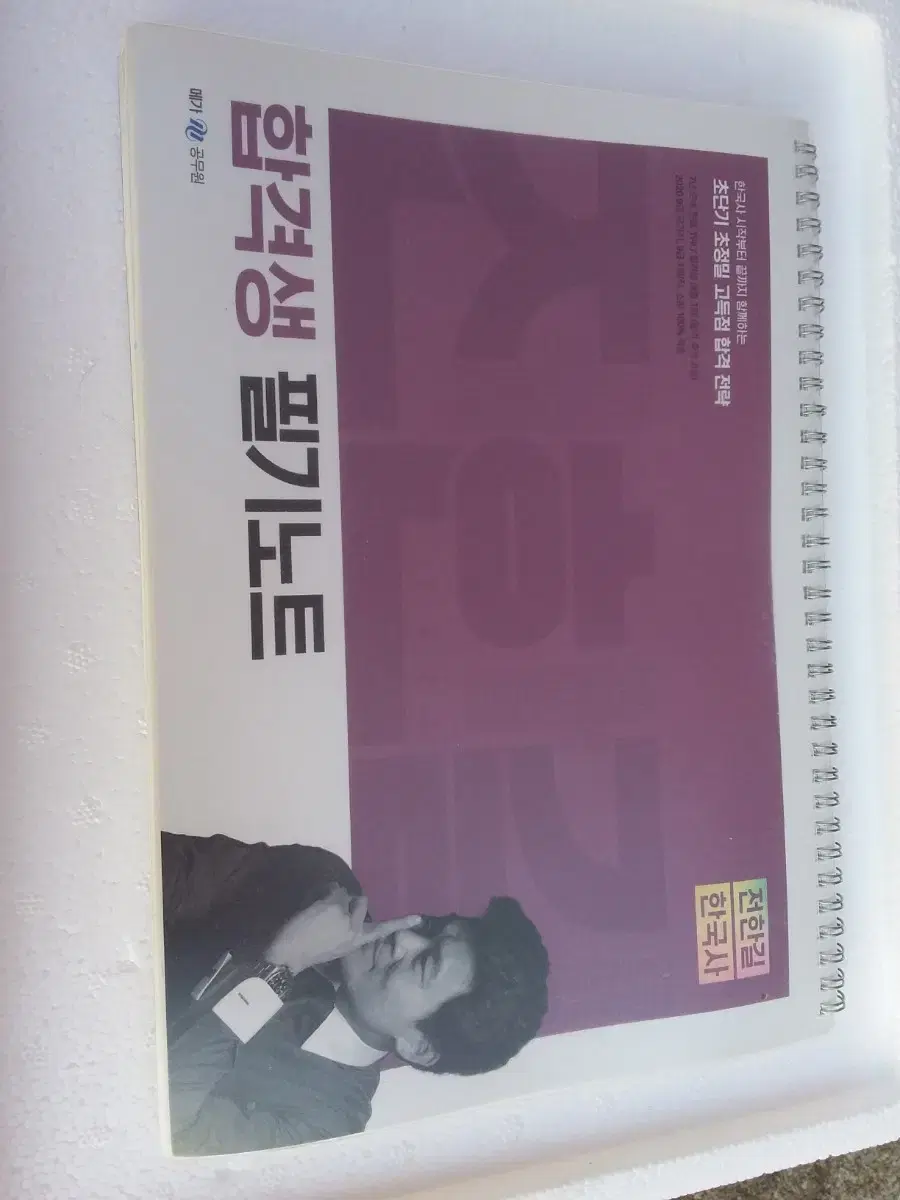 한국사 시작부터 끝까지 함께하는
초단기 초정밀 고득점 합격 전략
전한길
한국사
합격생 필기노트
메가 공무원